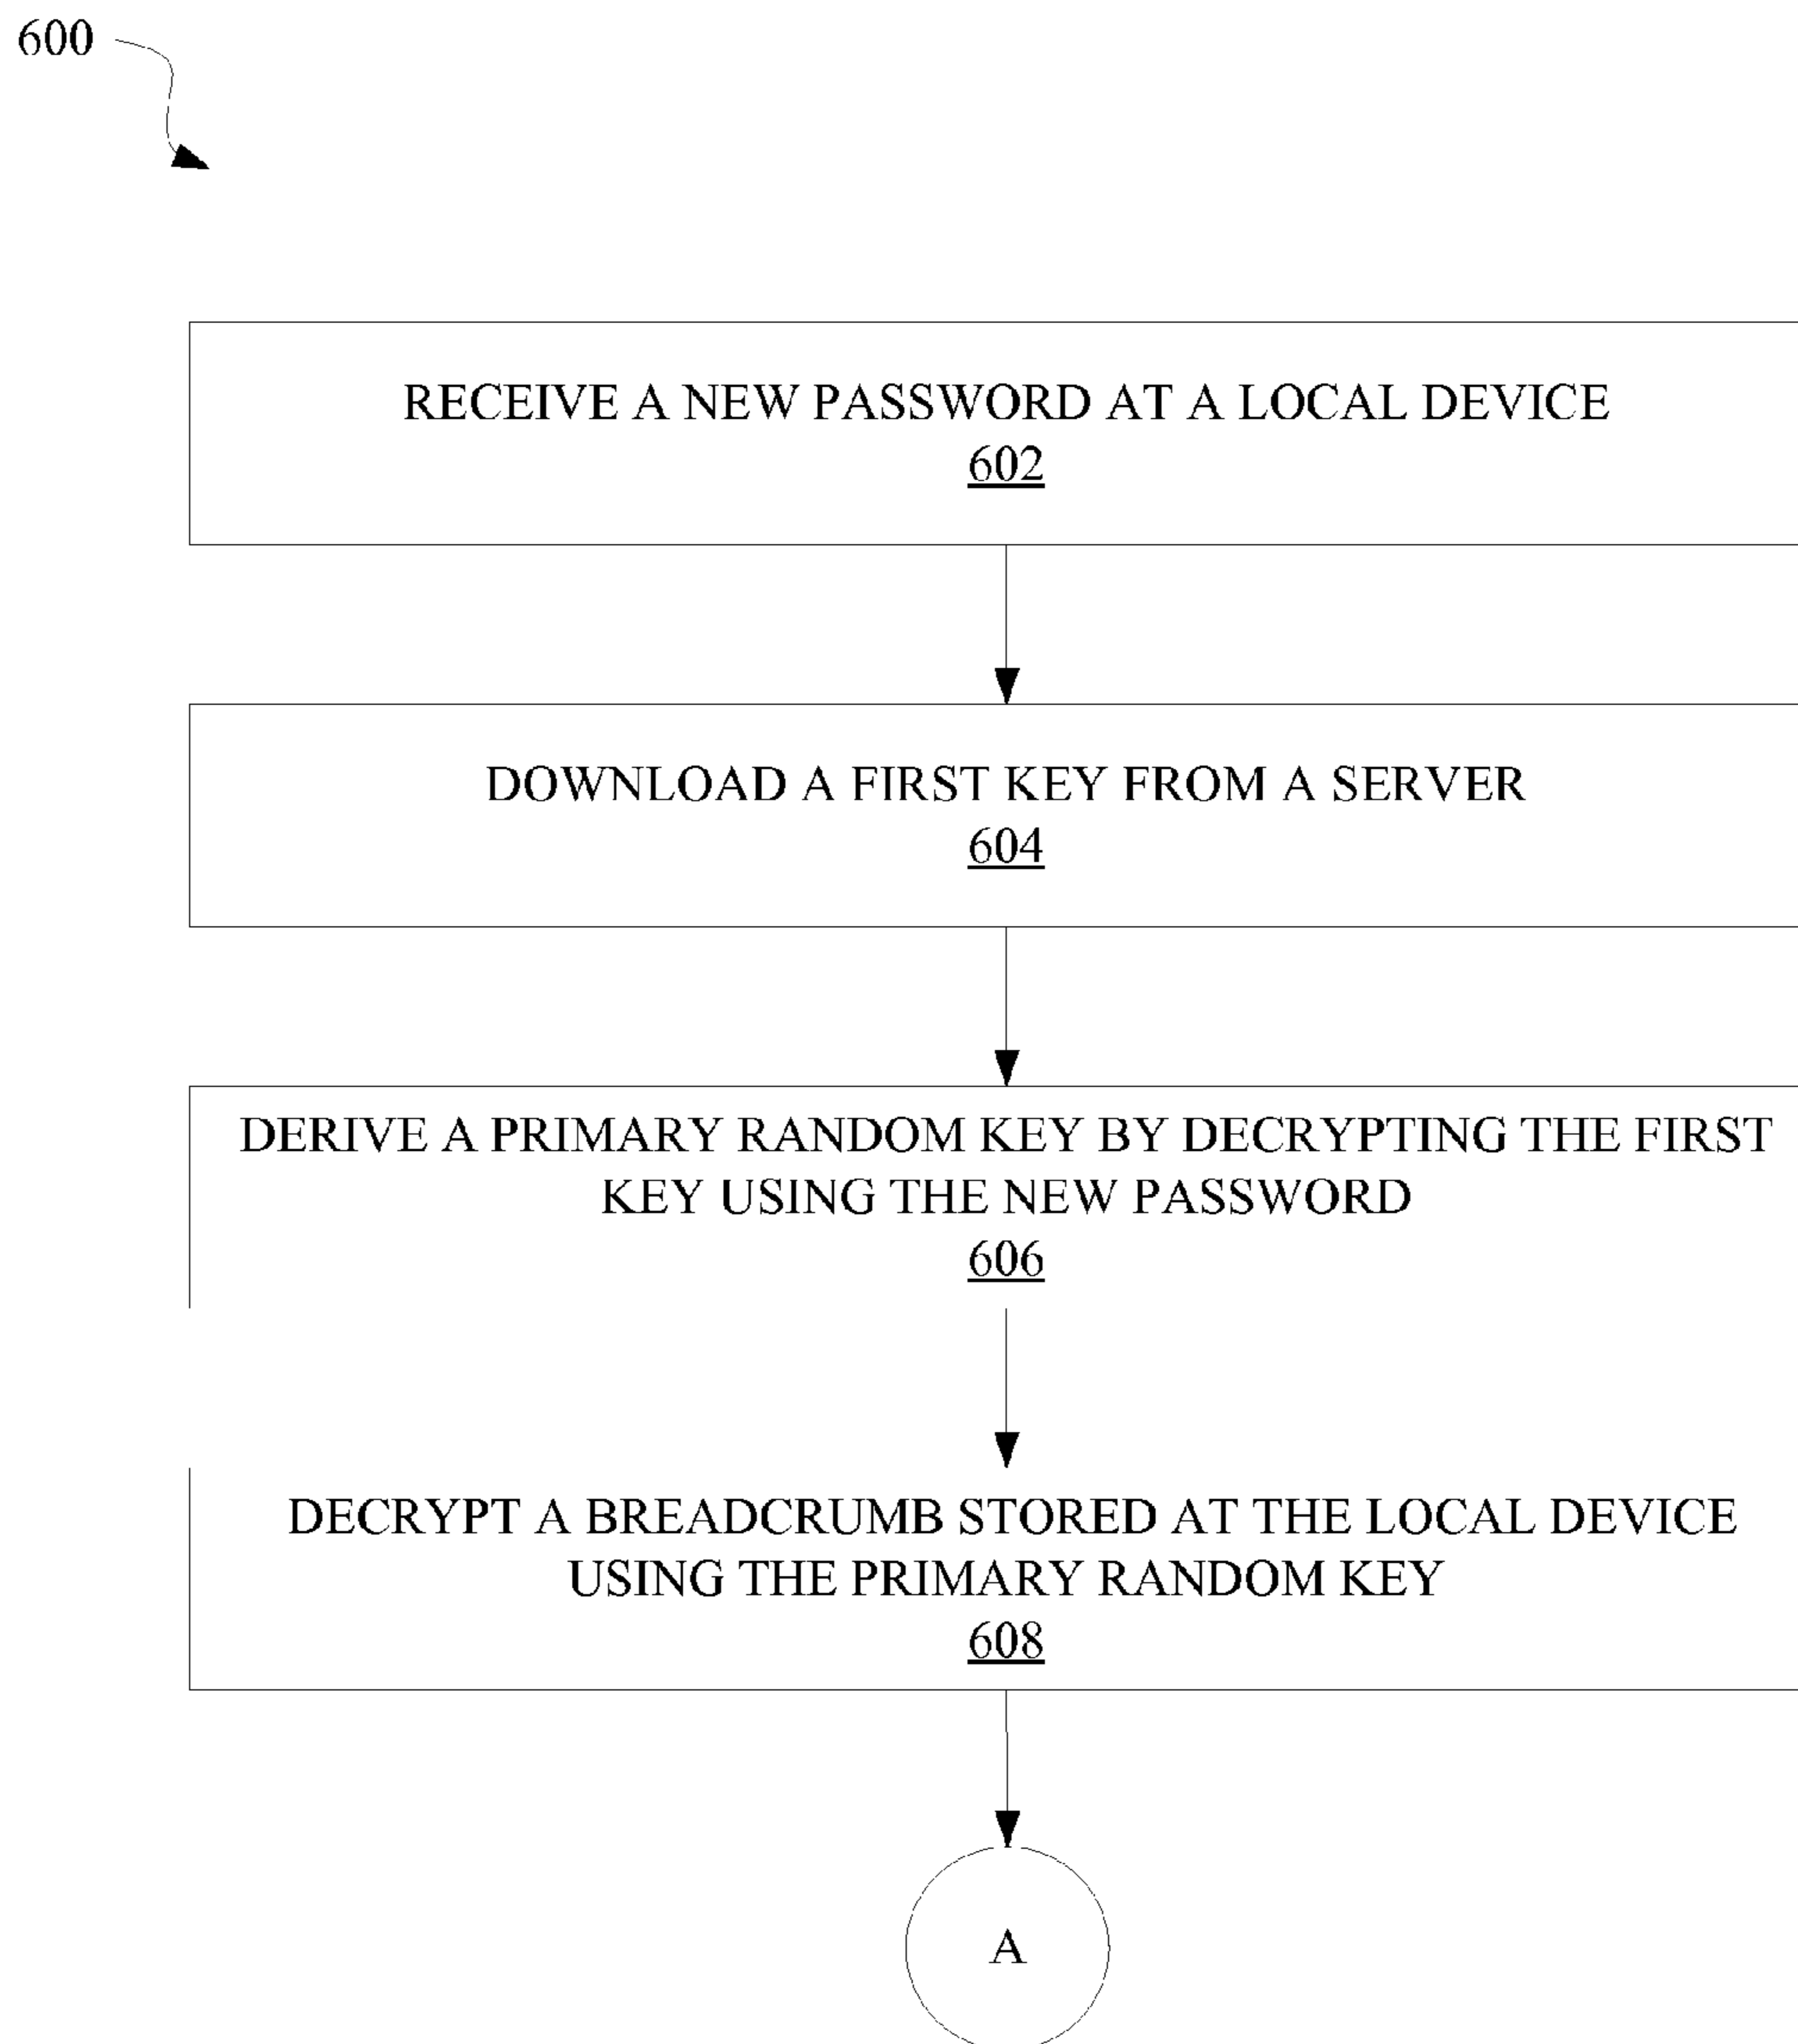 600
RECEIVE A NEW PASSWORD AT A LOCAL DEVICE
602
DOWNLOAD A FIRST KEY FROM A SERVER
604
DERIVE A PRIMARY RANDOM KEY BY DECRYPTING THE FIRST
KEY USING THE NEW PASSWORD
606
DECRYPT A BREADCRUMB STORED AT THE LOCAL DEVICE
USING THE PRIMARY RANDOM KEY
608
A